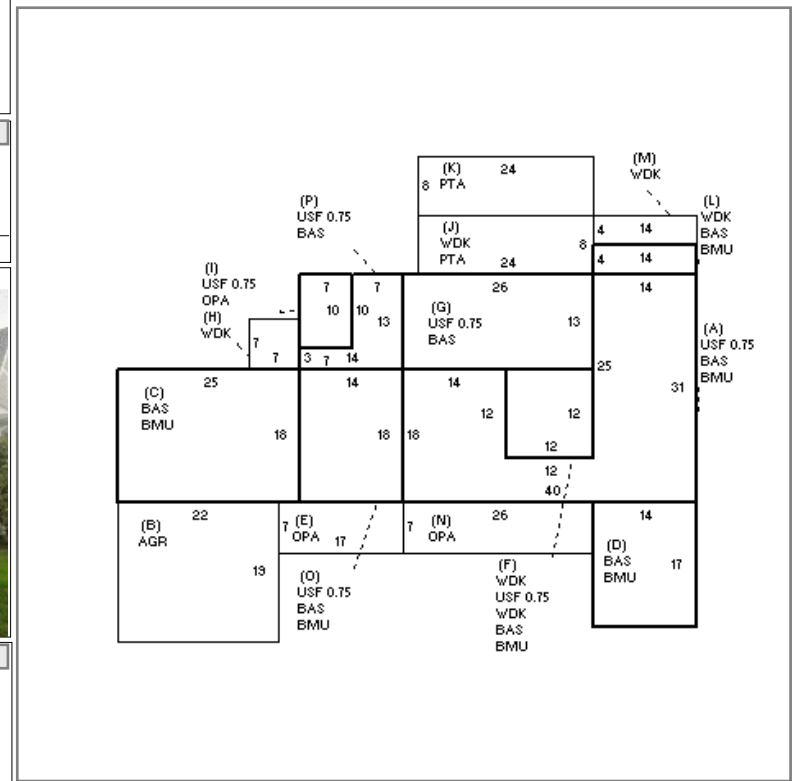 (K) 24
8 PTA
(M)
WDK
(P)
USF 0.75
BAS
(L)
WDK
BAS
BMU
(J)
WDK
PTA 24
8
4 14
4 14
(I)
USF 0.75
OPA
(H)
WDK
7 7
10 10
13
7
7
3 7 14
26
(G)
USF 0.75
BAS
13
14
25
31
(A)
USF 0.75
BAS
BMU
25
(C)
BAS
BMU
18
14
18
14
18
12
12
12
12
40
22
(B)
AGR
19
7 (E)
OPA 17
26
7 (N)
OPA
14
(D)
BAS
BMU
17
(O)
USF 0.75
BAS
BMU
(F)
WDK
USF 0.75
WDK
BAS
BMU